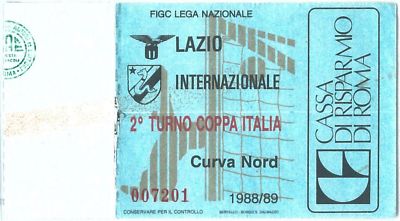 FIGC LEGA NAZIONALE
LAZIO
INTERNAZIONALE
2° TURNO COPPA ITALIA
Curva Nord
007201
1988/89
CONSERVARE PER IL CONTROLLO
CASSA
DI RISPARMIO
DI ROMA